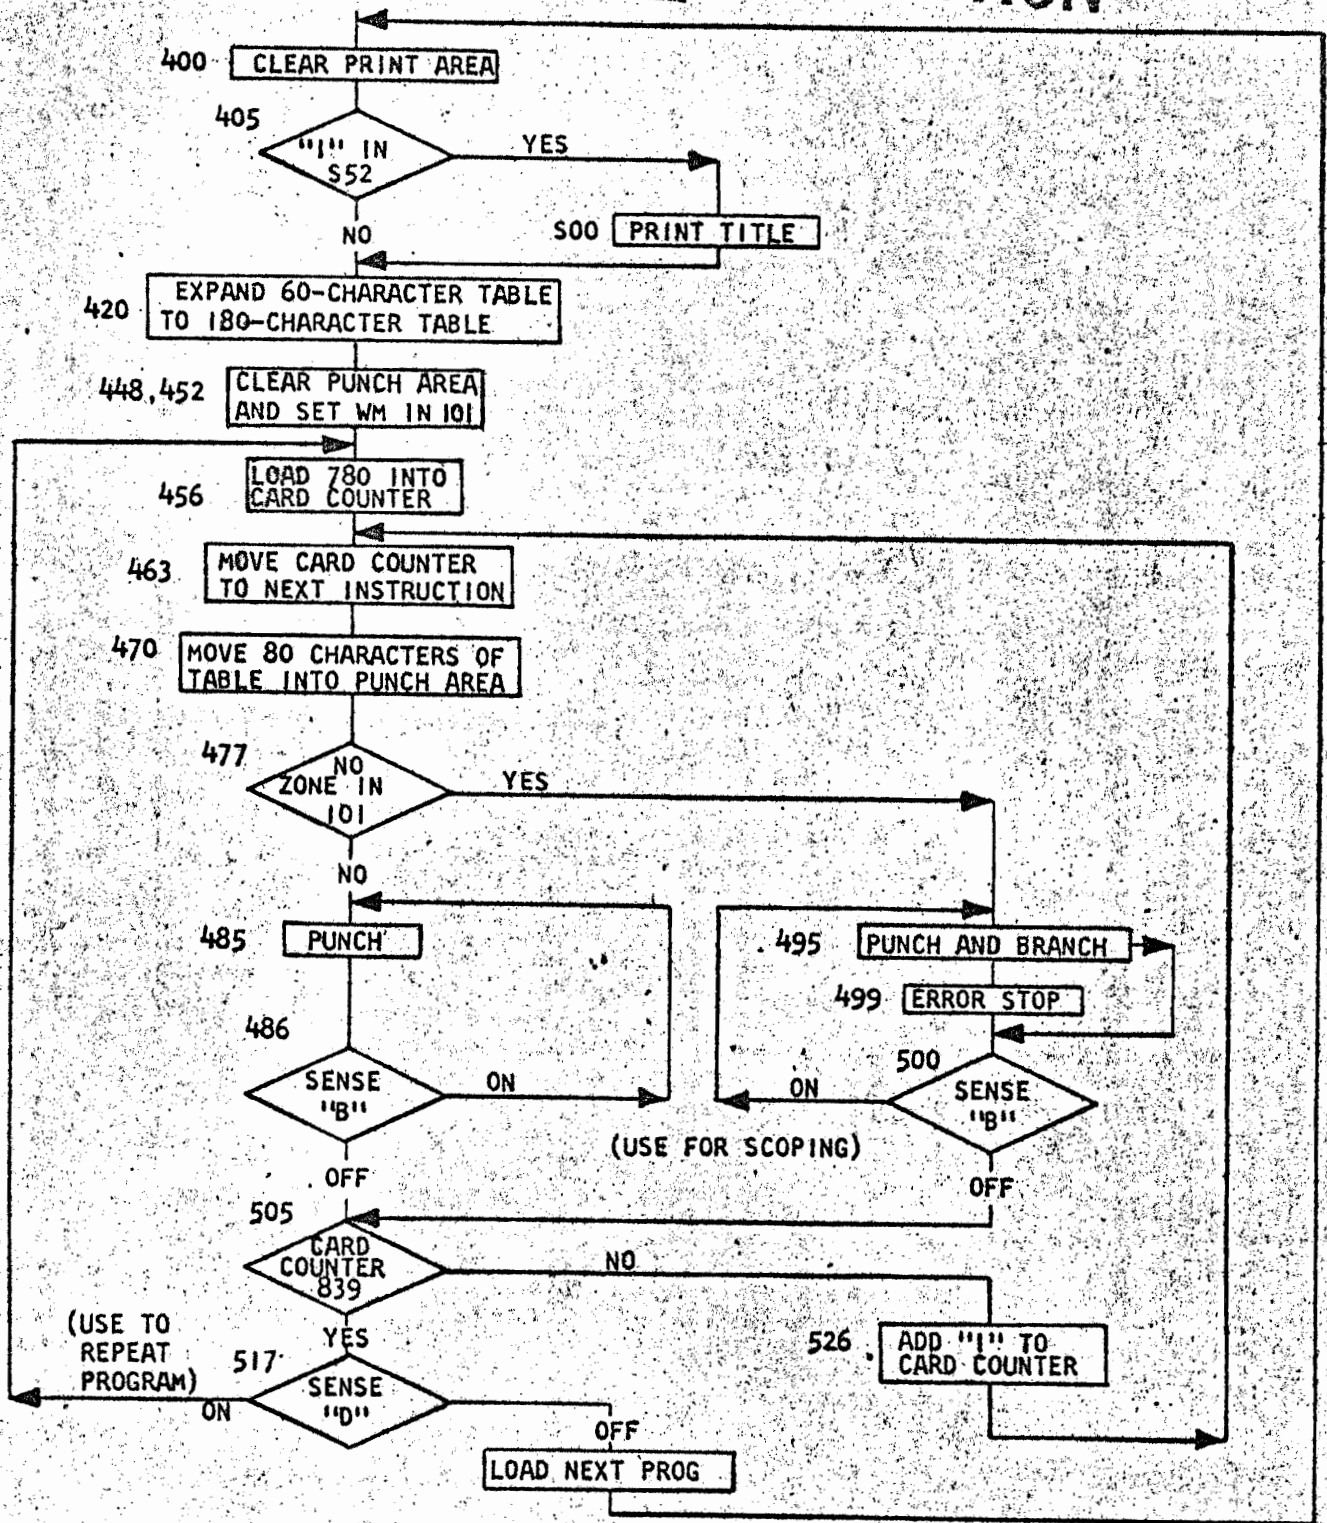 400 CLEAR PRINT AREA
405
"1" IN
S52
YES
NO
S00 PRINT TITLE
420
EXPAND 60-CHARACTER TABLE
TO 180-CHARACTER TABLE
448,452
CLEAR PUNCH AREA
AND SET WM IN 101
456
LOAD 780 INTO
CARD COUNTER
463
MOVE CARD COUNTER
TO NEXT INSTRUCTION
470
MOVE 80 CHARACTERS OF
TABLE INTO PUNCH AREA
477
NO
ZONE IN
101
YES
NO
485 PUNCH
495 PUNCH AND BRANCH
499 ERROR STOP
486
SENSE
"B"
ON
500
SENSE
"B"
ON
(USE FOR SCOPING)
OFF
OFF
505
CARD
COUNTER
839
NO
YES
526
ADD "1" TO
CARD COUNTER
(USE TO
REPEAT
PROGRAM)
517
SENSE
"D"
ON
OFF
LOAD NEXT PROG